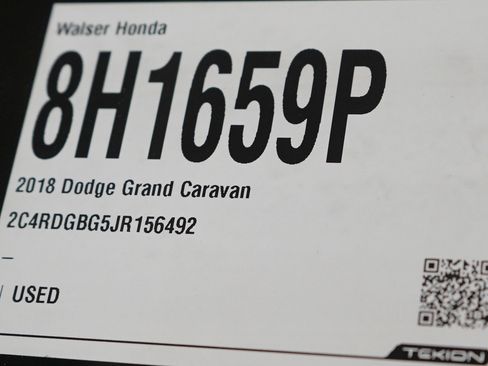 Walser Honda
8H1659P
2018 Dodge Grand Caravan
2C4RDGBG5JR156492
–
USED
TEKION